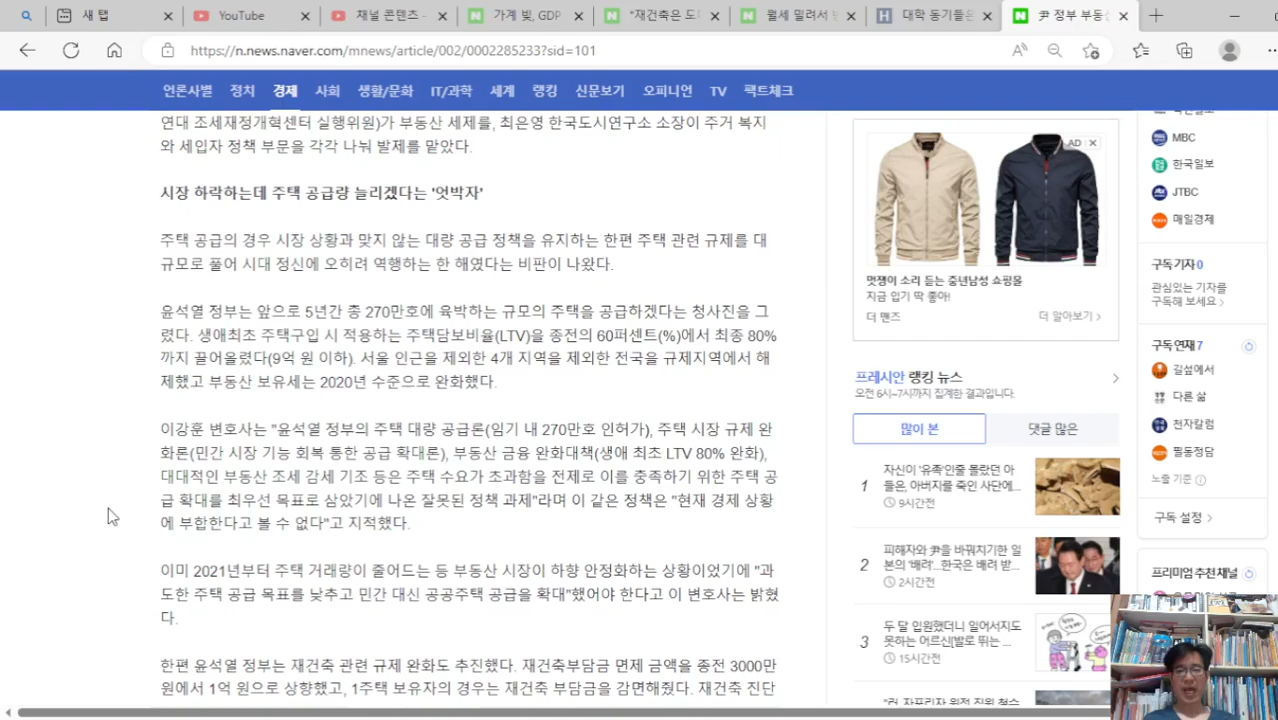 새 탭
YouTube
채널 콘텐츠 -
가계 빚, GDP
"재건축은 도
월세 밀려서
대학 동기들은
尹 정부 부동산
https://n.news.naver.com/mnews/article/002/0002285233?sid=101
언론사별 정치 경제 사회 생활/문화 IT/과학 세계 랭킹 신문보기 오피니언 TV 팩트체크
연대 조세재정개혁센터 실행위원)가 부동산 세제를, 최은영 한국도시연구소 소장이 주거 복지
와 세입자 정책 부문을 각각 나눠 발제를 맡았다.
시장 하락하는데 주택 공급량 늘리겠다는 '엇박자'
주택 공급의 경우 시장 상황과 맞지 않는 대량 공급 정책을 유지하는 한편 주택 관련 규제를 대
규모로 풀어 시대 정신에 오히려 역행하는 한 해였다는 비판이 나왔다.
윤석열 정부는 앞으로 5년간 총 270만호에 육박하는 규모의 주택을 공급하겠다는 청사진을 그
렸다. 생애최초 주택구입 시 적용하는 주택담보비율(LTV)을 종전의 60퍼센트(%)에서 최종 80%
까지 끌어올렸다(9억 원 이하). 서울 인근을 제외한 4개 지역을 제외한 전국을 규제지역에서 해
제했고 부동산 보유세는 2020년 수준으로 완화했다.
이강훈 변호사는 "윤석열 정부의 주택 대량 공급론(임기 내 270만호 인허가), 주택 시장 규제 완
화론(민간 시장 기능 회복 통한 공급 확대론), 부동산 금융 완화대책(생애 최초 LTV 80% 완화),
대대적인 부동산 조세 감세 기조 등은 주택 수요가 초과함을 전제로 이를 충족하기 위한 주택 공
급 확대를 최우선 목표로 삼았기에 나온 잘못된 정책 과제"라며 이 같은 정책은 "현재 경제 상황
에 부합한다고 볼 수 없다"고 지적했다.
이미 2021년부터 주택 거래량이 줄어드는 등 부동산 시장이 하향 안정화하는 상황이었기에 "과
도한 주택 공급 목표를 낮추고 민간 대신 공공주택 공급을 확대"했어야 한다고 이 변호사는 밝혔
다.
한편 윤석열 정부는 재건축 관련 규제 완화도 추진했다. 재건축부담금 면제 금액을 종전 3000만
원에서 1억 원으로 상향했고, 1주택 보유자의 경우는 재건축 부담금을 감면해줬다. 재건축 진단
AD
멋쟁이 소리 듣는 중년남성 쇼핑몰
지금 입기 딱 좋아!
더 맨즈
더 알아보기
프레시안 랭킹 뉴스
오전 6시~7시까지 집계한 결과입니다.
많이 본
댓글 많은
1
자신이 '유족'인줄 몰랐던 아
들은, 아버지를 죽인 사단에...
9시간전
2
피해자와 尹을 바꿔치기한 일
본의 '배려'...한국은 배려 받...
2시간전
3
두 달 입원했더니 일어서지도
못하는 어르신[발로 뛰는 ...
15시간전
MBC
한국일보
JTBC
매일경제
구독 기자 0
관심있는 기자를
구독해 보세요
구독 연재 7
길섶에서
다른 삶
전자칼럼
필동정담
노출 기준
구독 설정
프리미엄 추천 채널